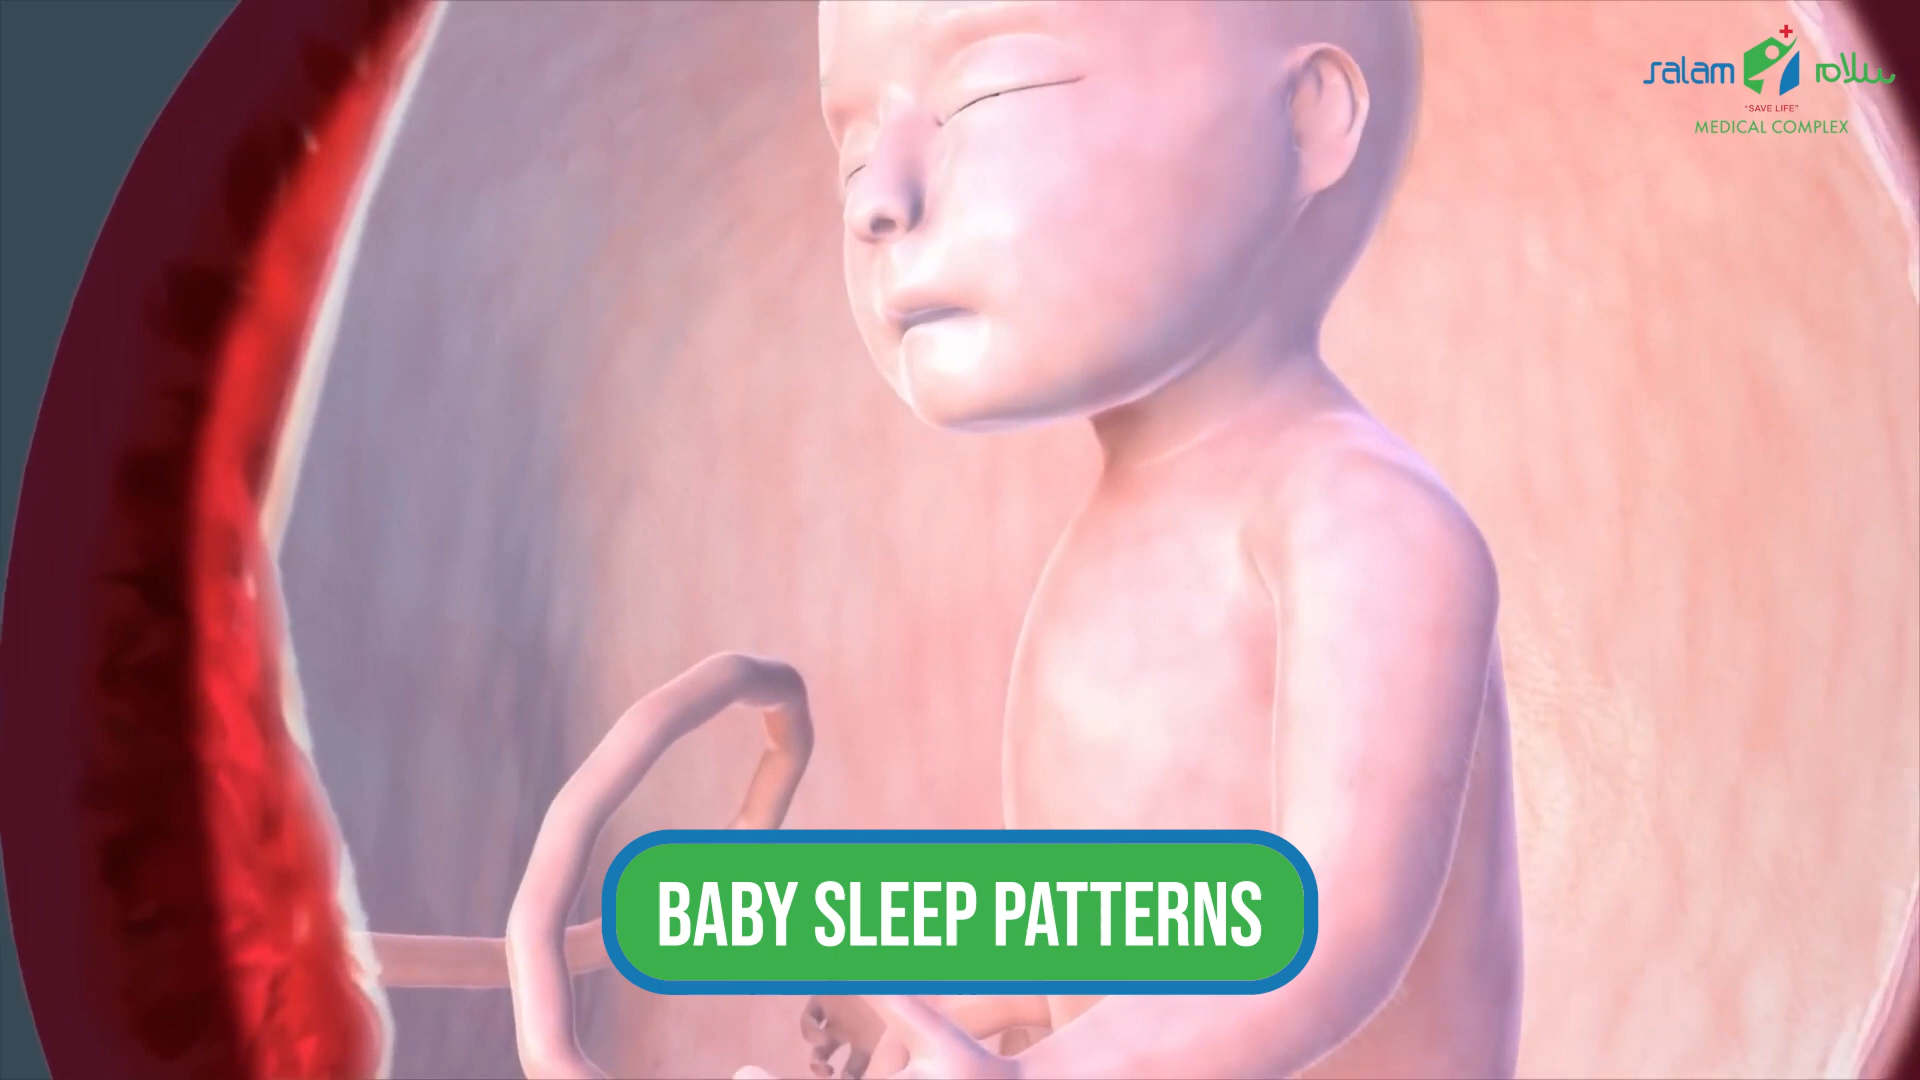 salam سلام
"SAVE LIFE"
MEDICAL COMPLEX
BABY SLEEP PATTERNS